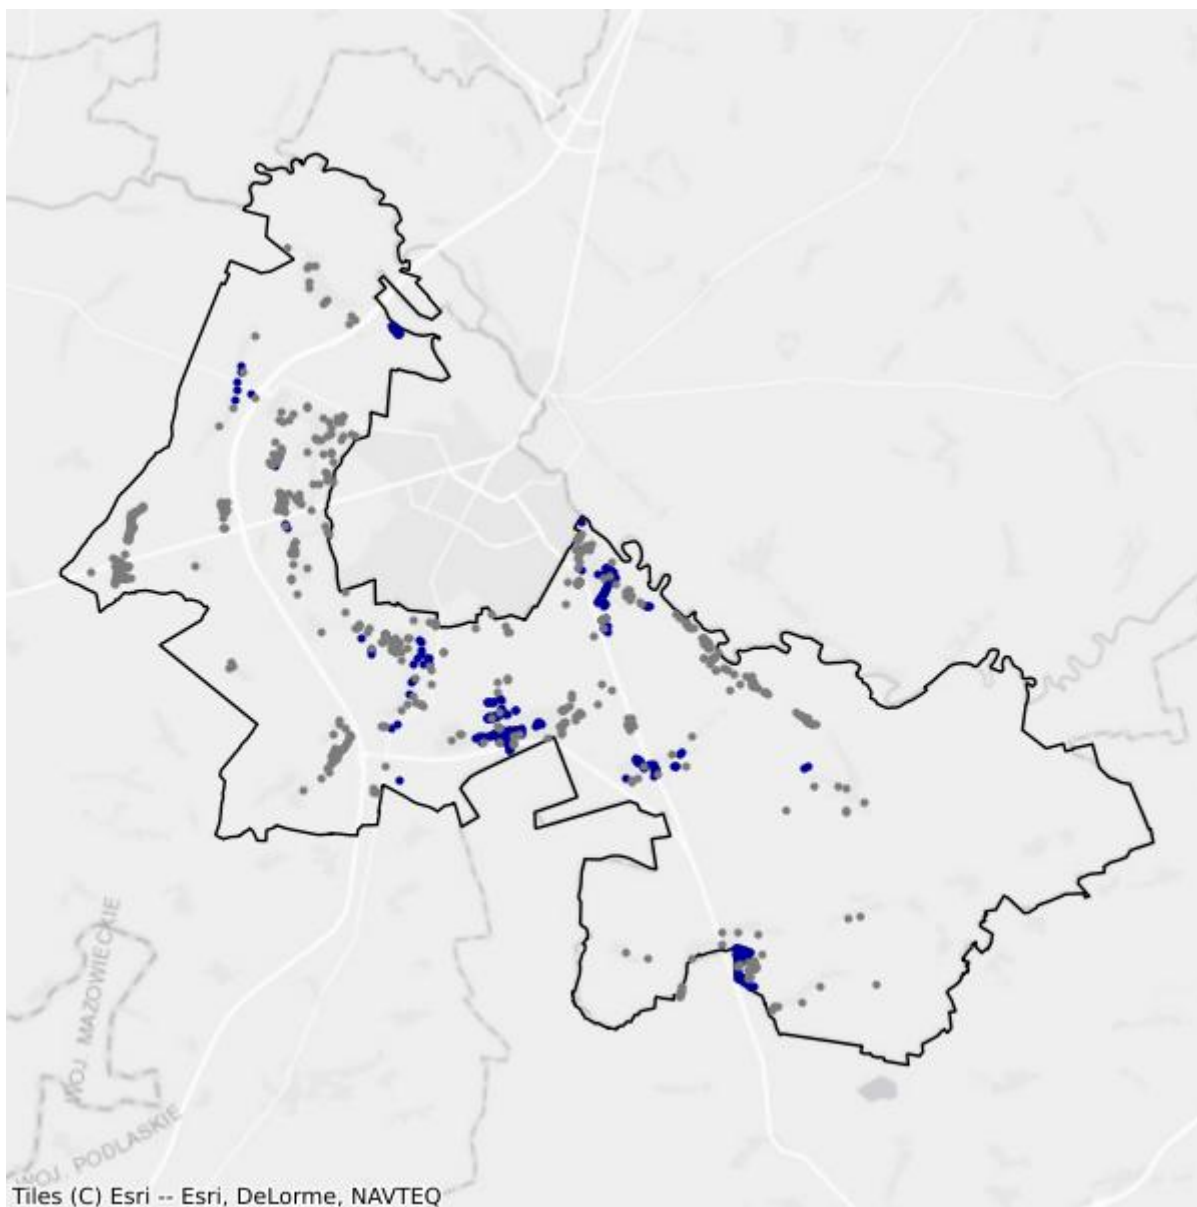 WOJ. MAZOWIECKIE
WOJ. PODLASKIE
Tiles (C) Esri -- Esri, DeLorme, NAVTEQ